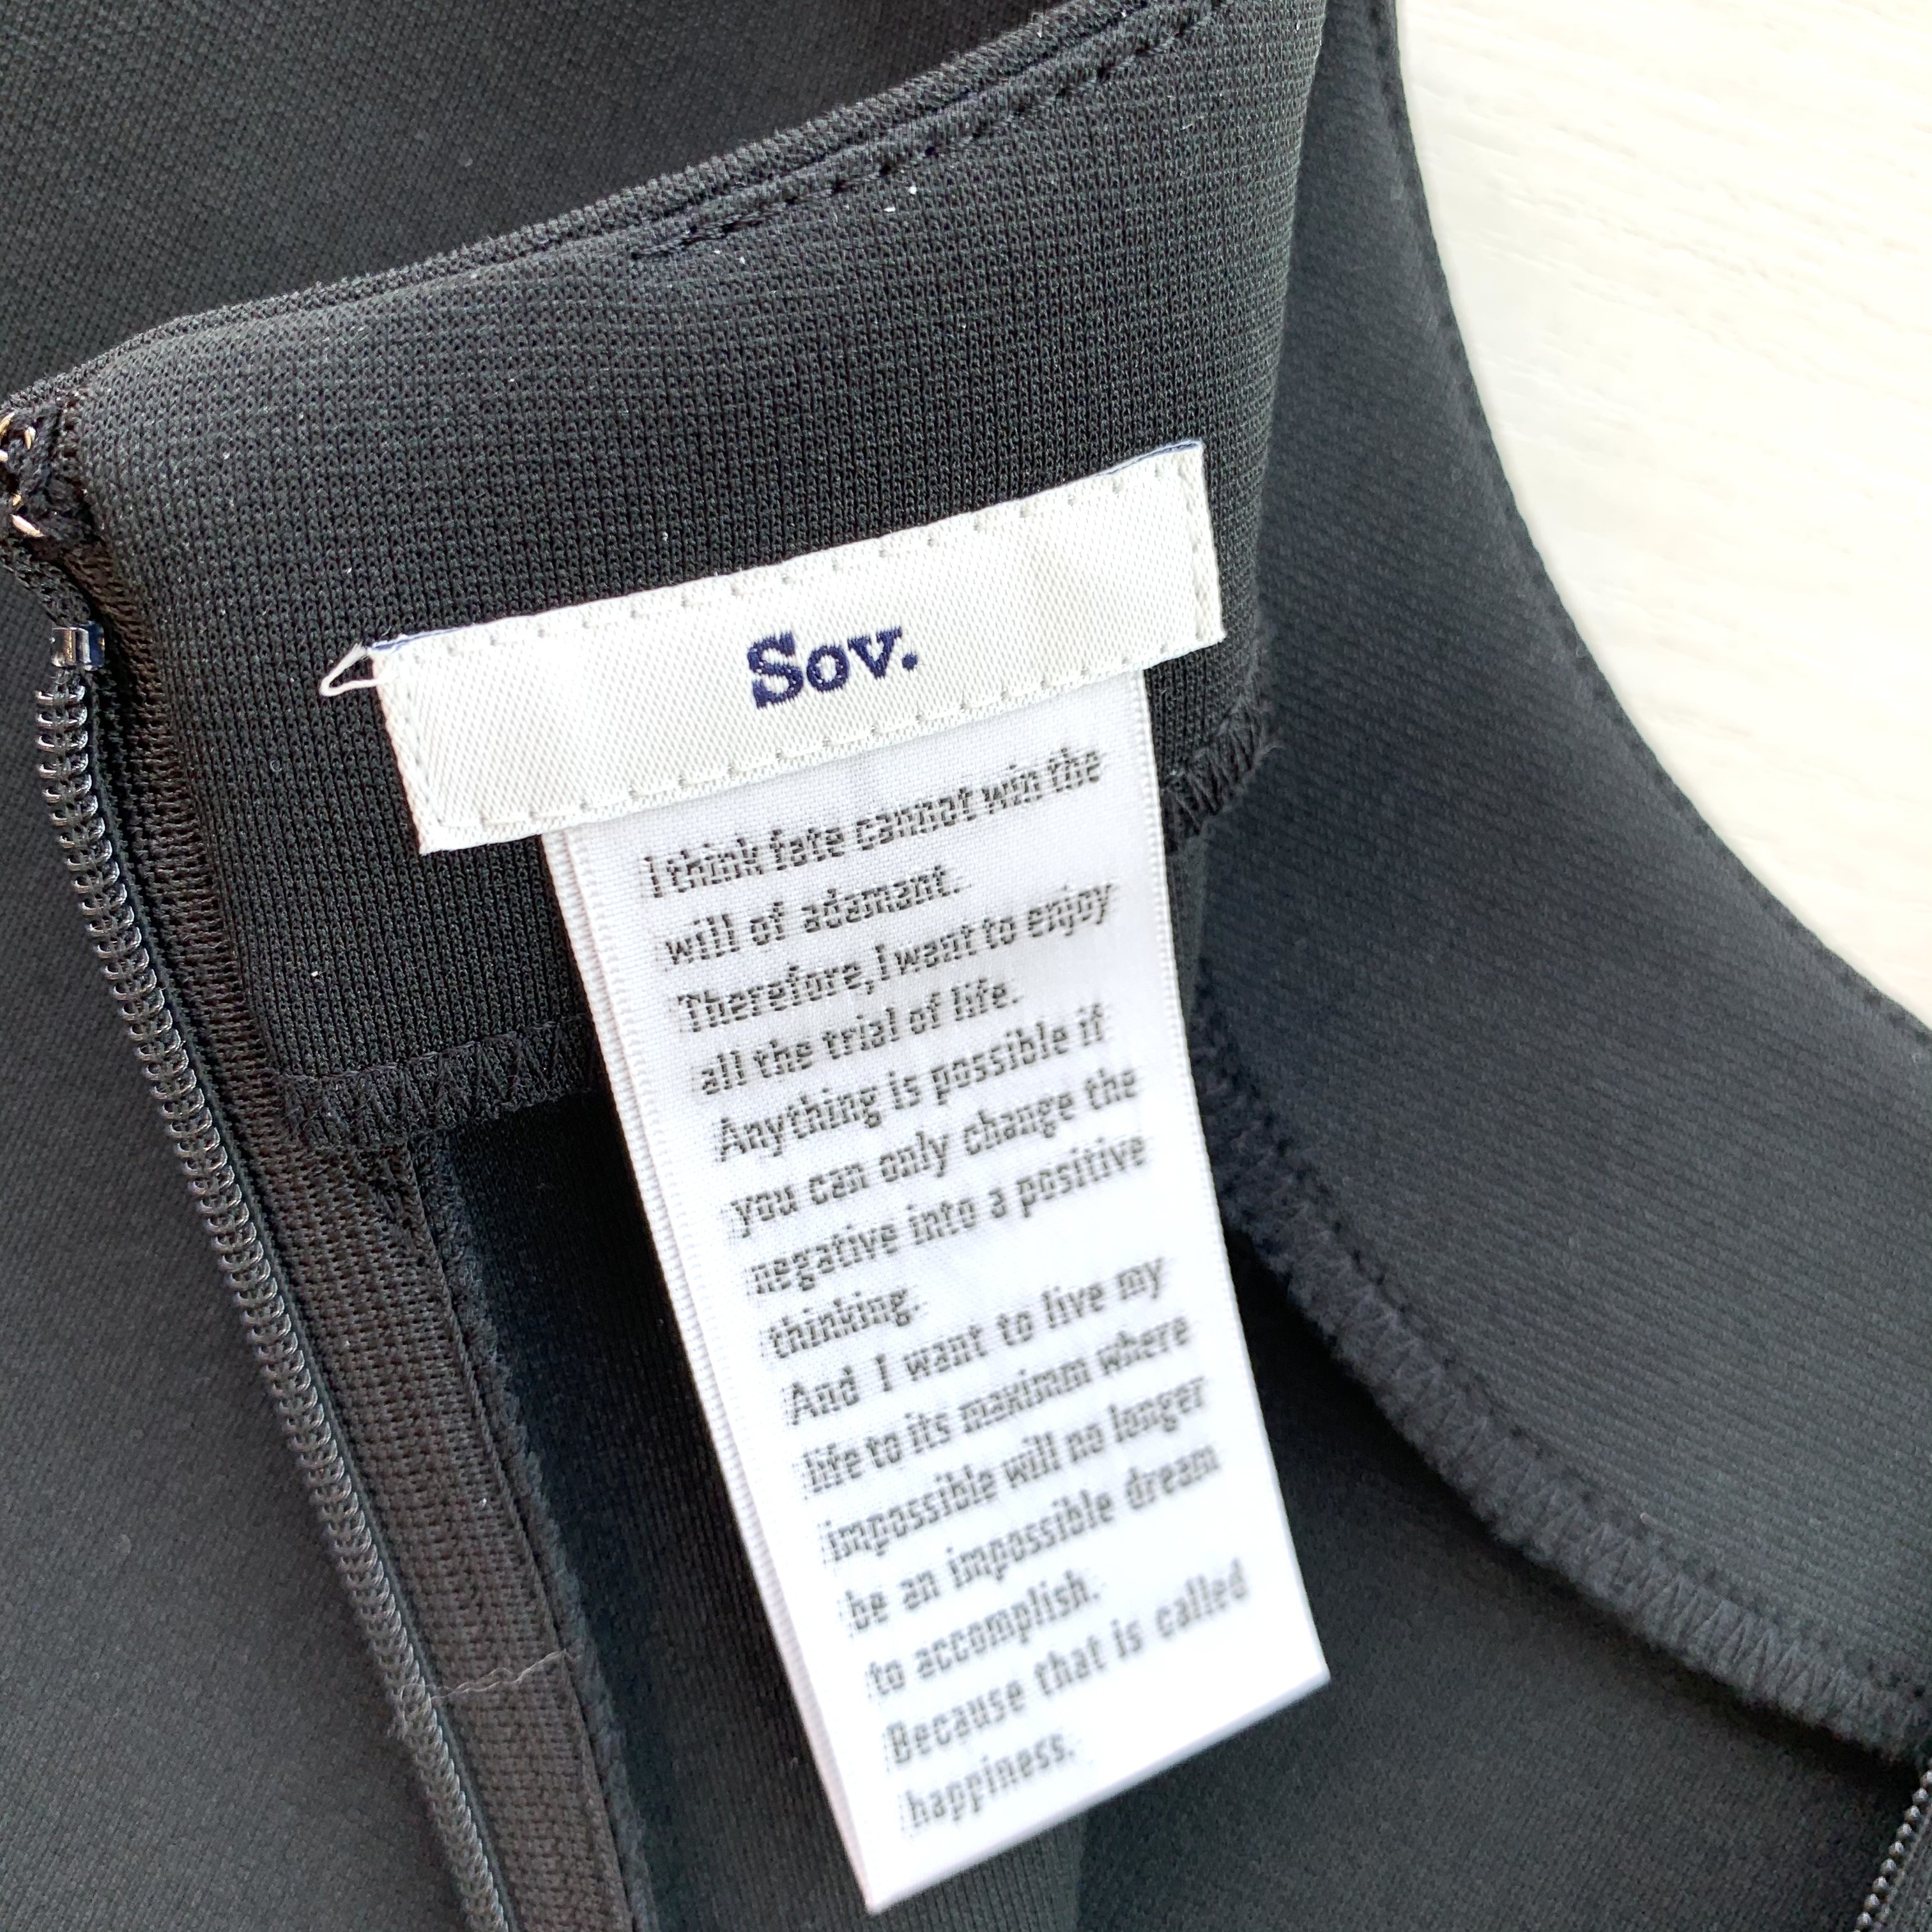 Sov.
I think fate cannot win the
will of adamant.
Therefore, I want to enjoy
all the trial of life.
Anything is possible if
you can only change the
negative into a positive
thinking.
And I want to live my
life to its maximum where
impossible will no longer
be an impossible dream
to accomplish.
Because that is called
happiness.